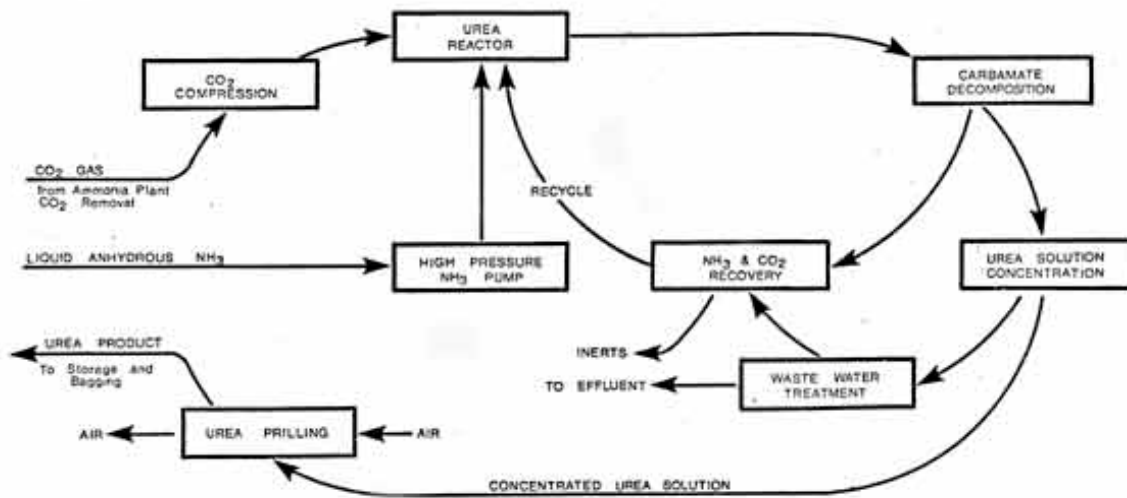 UREA
REACTOR
CO2
COMPRESSION
CARBAMATE
DECOMPOSITION
CO2 GAS
from Ammonia Plant
CO2 Removal
RECYCLE
LIQUID ANHYDROUS NH3
HIGH PRESSURE
NH3 PUMP
NH3 & CO2
RECOVERY
UREA SOLUTION
CONCENTRATION
UREA PRODUCT
To Storage and
Bagging
INERTS
TO EFFLUENT
WASTE WATER
TREATMENT
AIR
UREA PRILLING
AIR
CONCENTRATED UREA SOLUTION